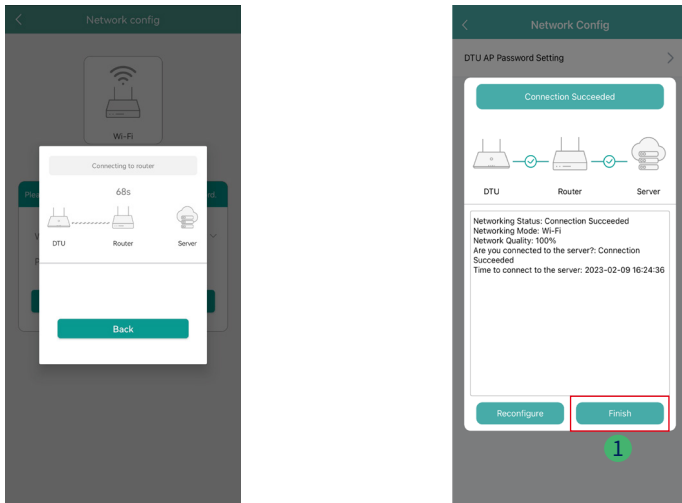 Network config
Wi-Fi
Connecting to router
68s
DTU Router Server
Back
Network Config
DTU AP Password Setting
Connection Succeeded
DTU Router Server
Networking Status: Connection Succeeded
Networking Mode: Wi-Fi
Network Quality: 100%
Are you connected to the server?: Connection
Succeeded
Time to connect to the server: 2023-02-09 16:24:36
Reconfigure Finish
1